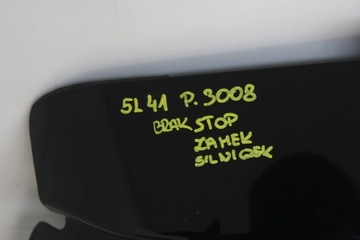 5L41 P.3008
BRAK STOP
ZAMEK
SILNICZEK